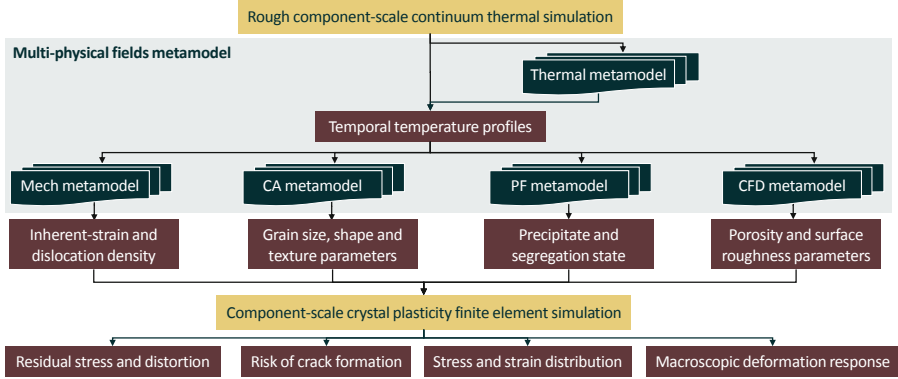 Rough component-scale continuum thermal simulation
Multi-physical fields metamodel
Thermal metamodel
Temporal temperature profiles
Mech metamodel
CA metamodel
PF metamodel
CFD metamodel
Inherent-strain and
dislocation density
Grain size, shape and
texture parameters
Precipitate and
segregation state
Porosity and surface
roughness parameters
Component-scale crystal plasticity finite element simulation
Residual stress and distortion
Risk of crack formation
Stress and strain distribution
Macroscopic deformation response